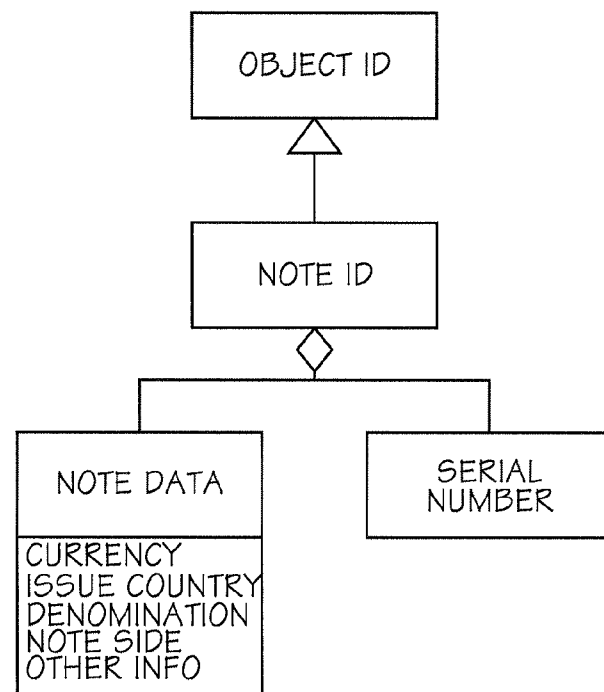 OBJECT ID
NOTE ID
NOTE DATA
CURRENCY
ISSUE COUNTRY
DENOMINATION
NOTE SIDE
OTHER INFO
SERIAL
NUMBER